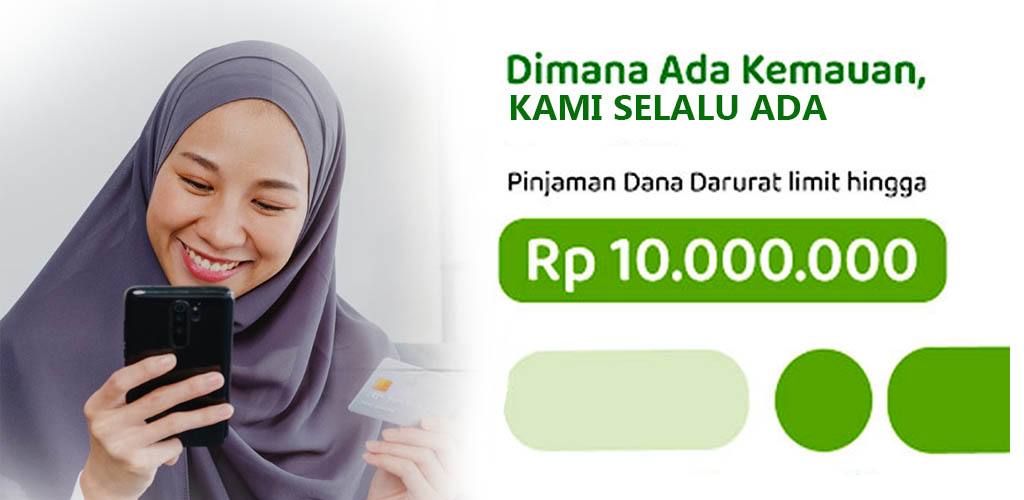 Dimana Ada Kemauan,
KAMI SELALU ADA
Pinjaman Dana Darurat limit hingga
Rp 10.000.000